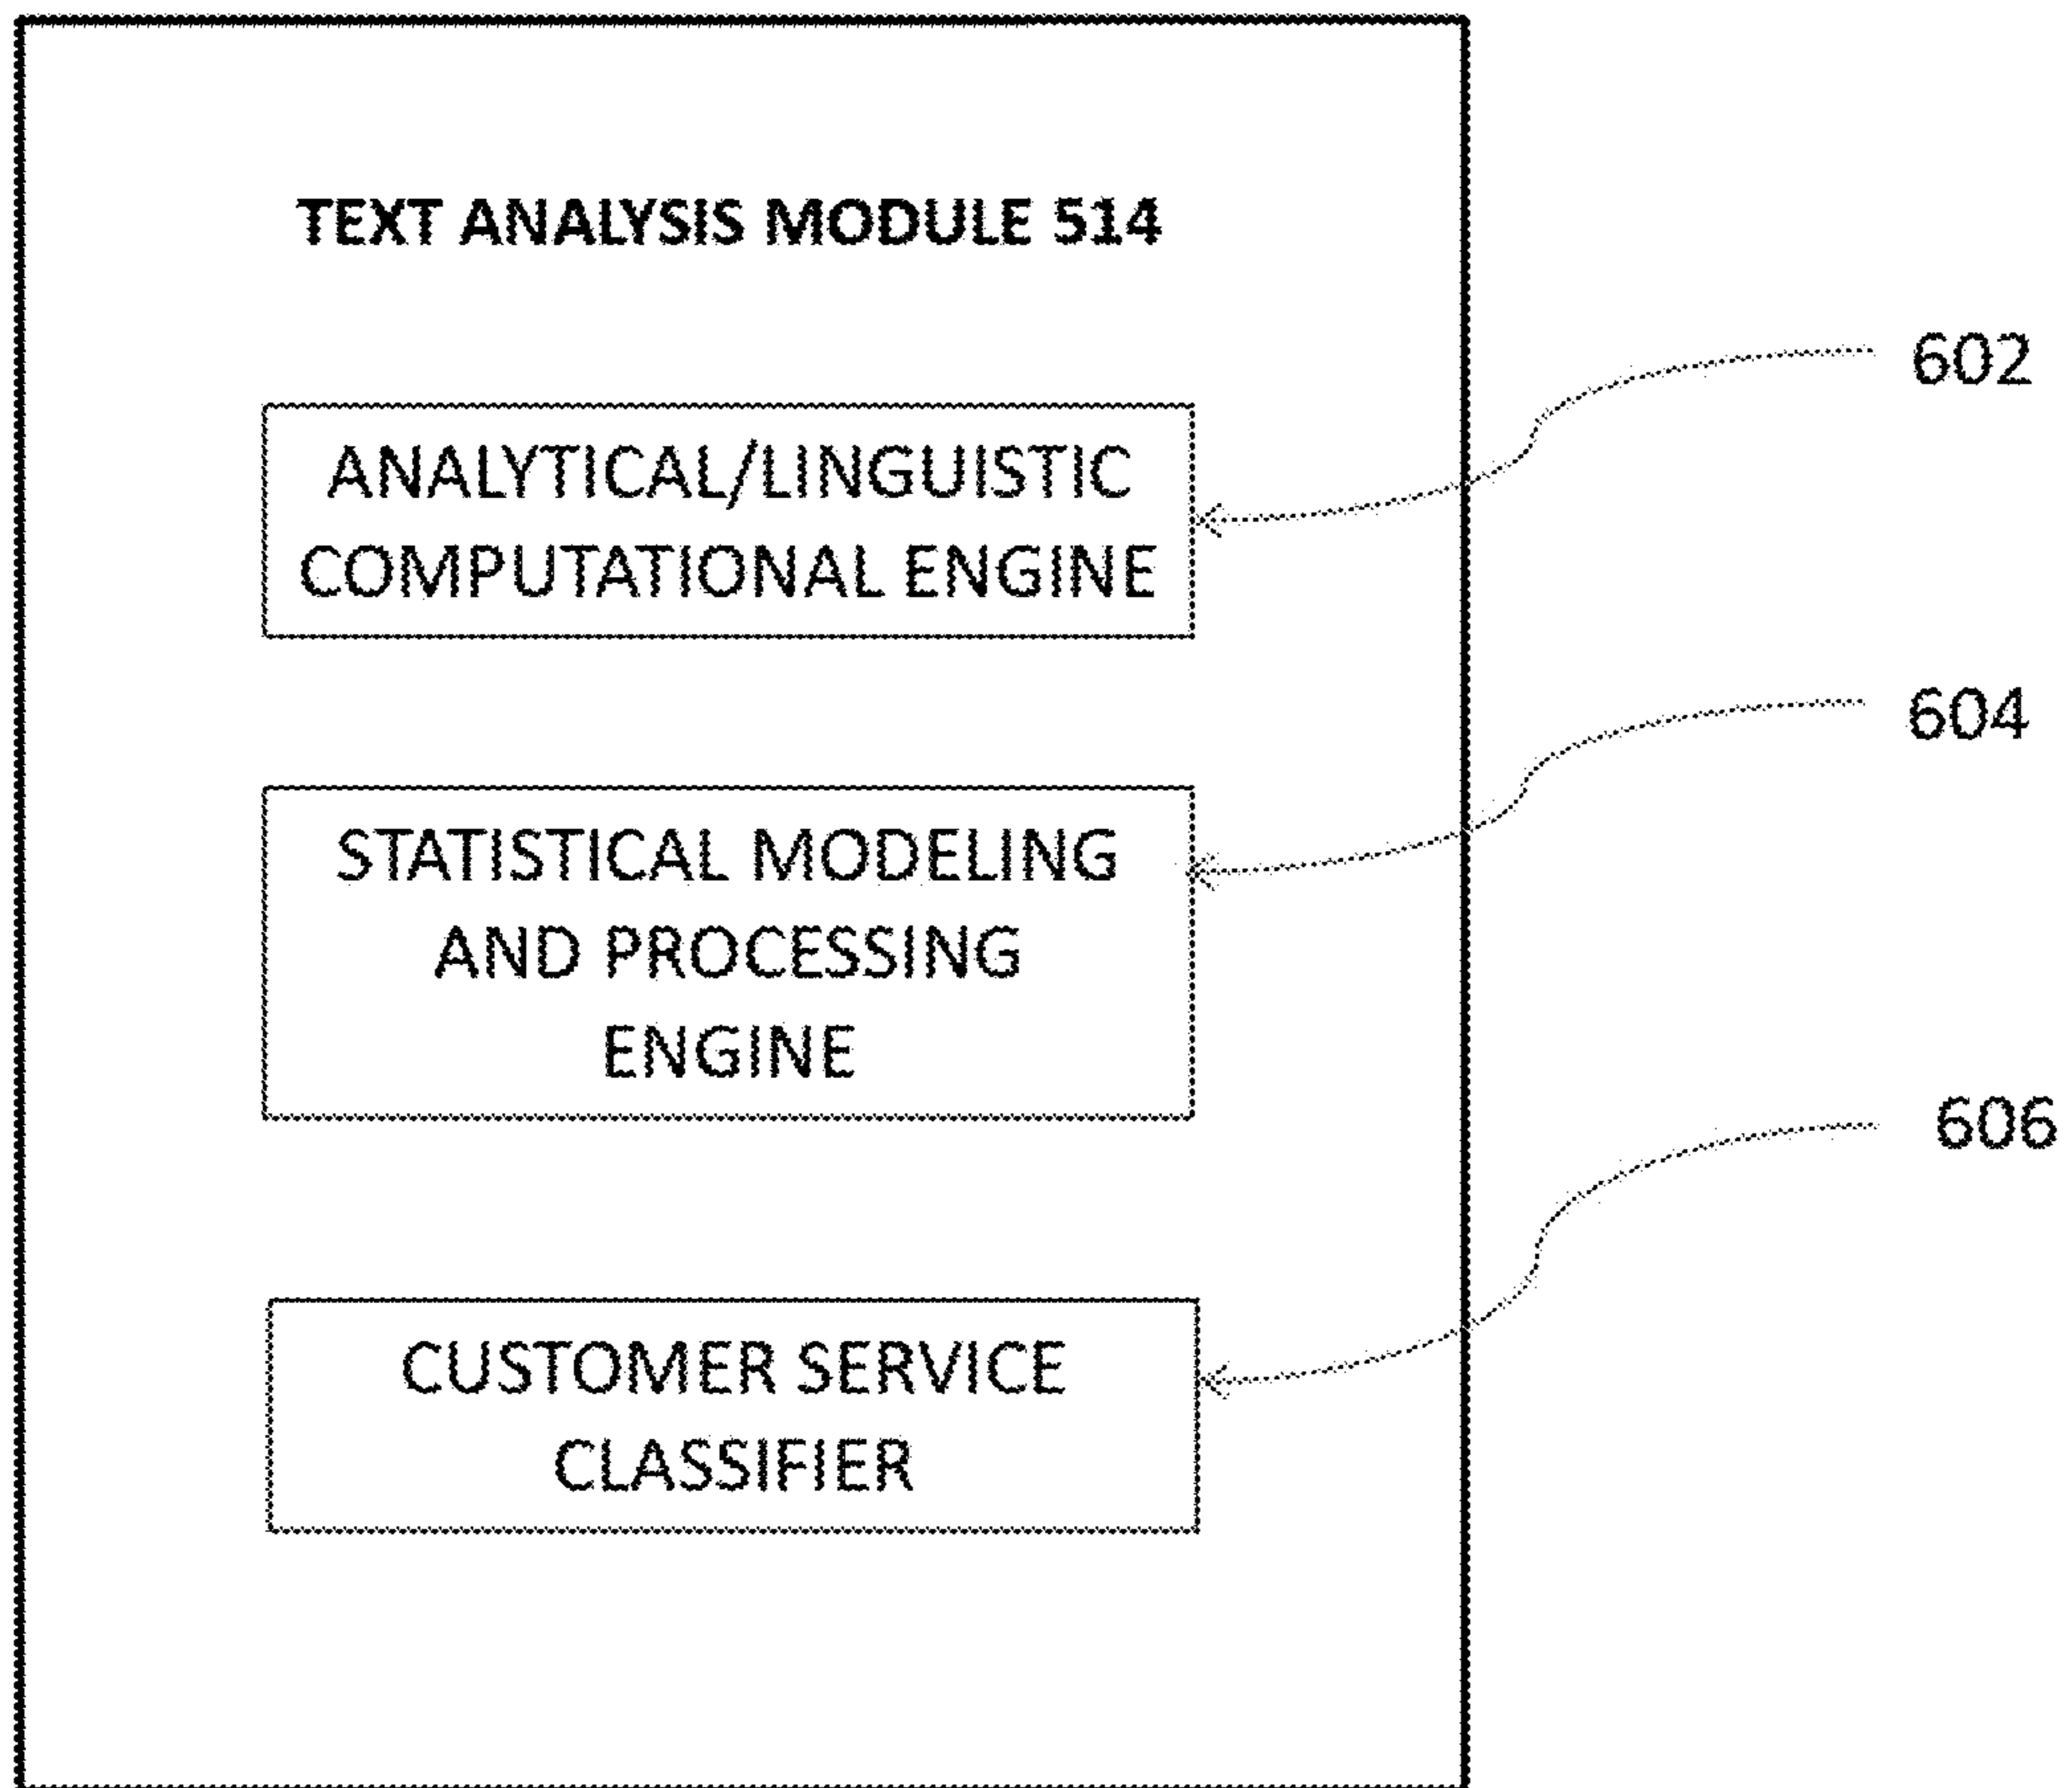 TEXT ANALYSIS MODULE 514
602
ANALYTICAL/LINGUISTIC
COMPUTATIONAL ENGINE
604
STATISTICAL MODELING
AND PROCESSING
ENGINE
606
CUSTOMER SERVICE
CLASSIFIER